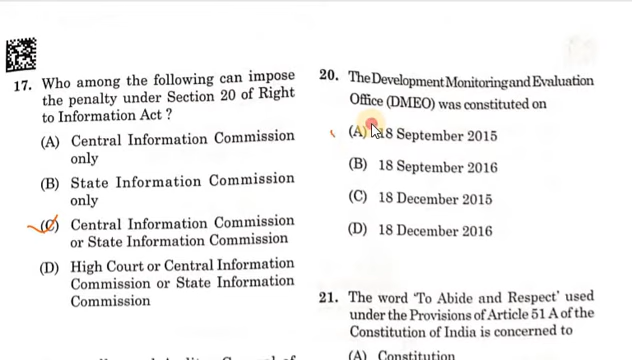 17. Who among the following can impose
the penalty under Section 20 of Right
to Information Act ?
(A) Central Information Commission
only
(B) State Information Commission
only
(C) Central Information Commission
or State Information Commission
(D) High Court or Central Information
Commission or State Information
Commission
20. The Development Monitoring and Evaluation
Office (DMEO) was constituted on
(A) 18 September 2015
(B) 18 September 2016
(C) 18 December 2015
(D) 18 December 2016
21. The word 'To Abide and Respect' used
under the Provisions of Article 51 A of the
Constitution of India is concerned to
(A) Constitution